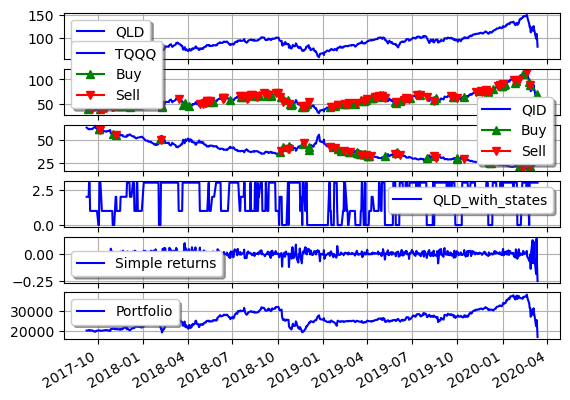 150
QLD
100
TQQQ
Buy
100
Sell
50
QID
Buy
50
Sell
25
2.5
QLD_with_states
0.0
0.00
Simple returns
−0.25
Portfolio
30000
20000
2017-10 2018-01 2018-04 2018-07 2018-10 2019-01 2019-04 2019-07 2019-10 2020-01 2020-04